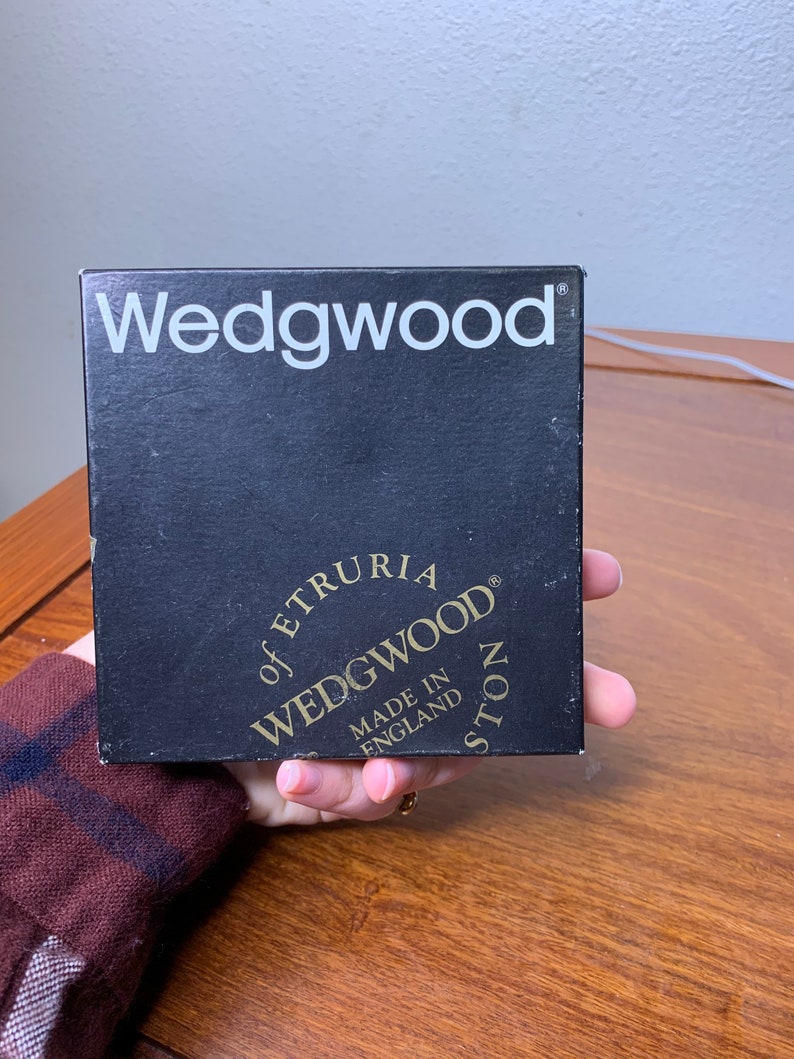 Wedgwood®
of ETRURIA
WEDGWOOD®
MADE IN
ENGLAND
STON